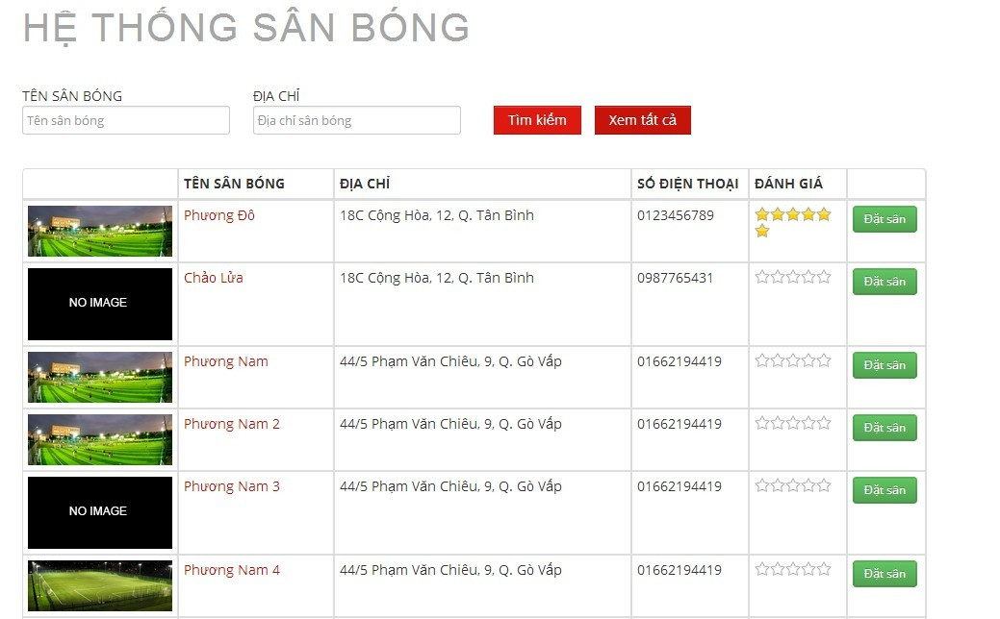 HỆ THỐNG SÂN BÓNG
TÊN SÂN BÓNG ĐỊA CHỈ
Tên sân bóng Địa chỉ sân bóng Tìm kiếm Xem tất cả
TÊN SÂN BÓNG ĐỊA CHỈ SỐ ĐIỆN THOẠI ĐÁNH GIÁ
Phương Đô 18C Cộng Hòa, 12, Q. Tân Bình 0123456789 Đặt sân
Chảo Lửa 18C Cộng Hòa, 12, Q. Tân Bình 0987765431 Đặt sân
NO IMAGE
Phương Nam 44/5 Phạm Văn Chiêu, 9, Q. Gò Vấp 01662194419 Đặt sân
Phương Nam 2 44/5 Phạm Văn Chiêu, 9, Q. Gò Vấp 01662194419 Đặt sân
Phương Nam 3 44/5 Phạm Văn Chiêu, 9, Q. Gò Vấp 01662194419 Đặt sân
NO IMAGE
Phương Nam 4 44/5 Phạm Văn Chiêu, 9, Q. Gò Vấp 01662194419 Đặt sân